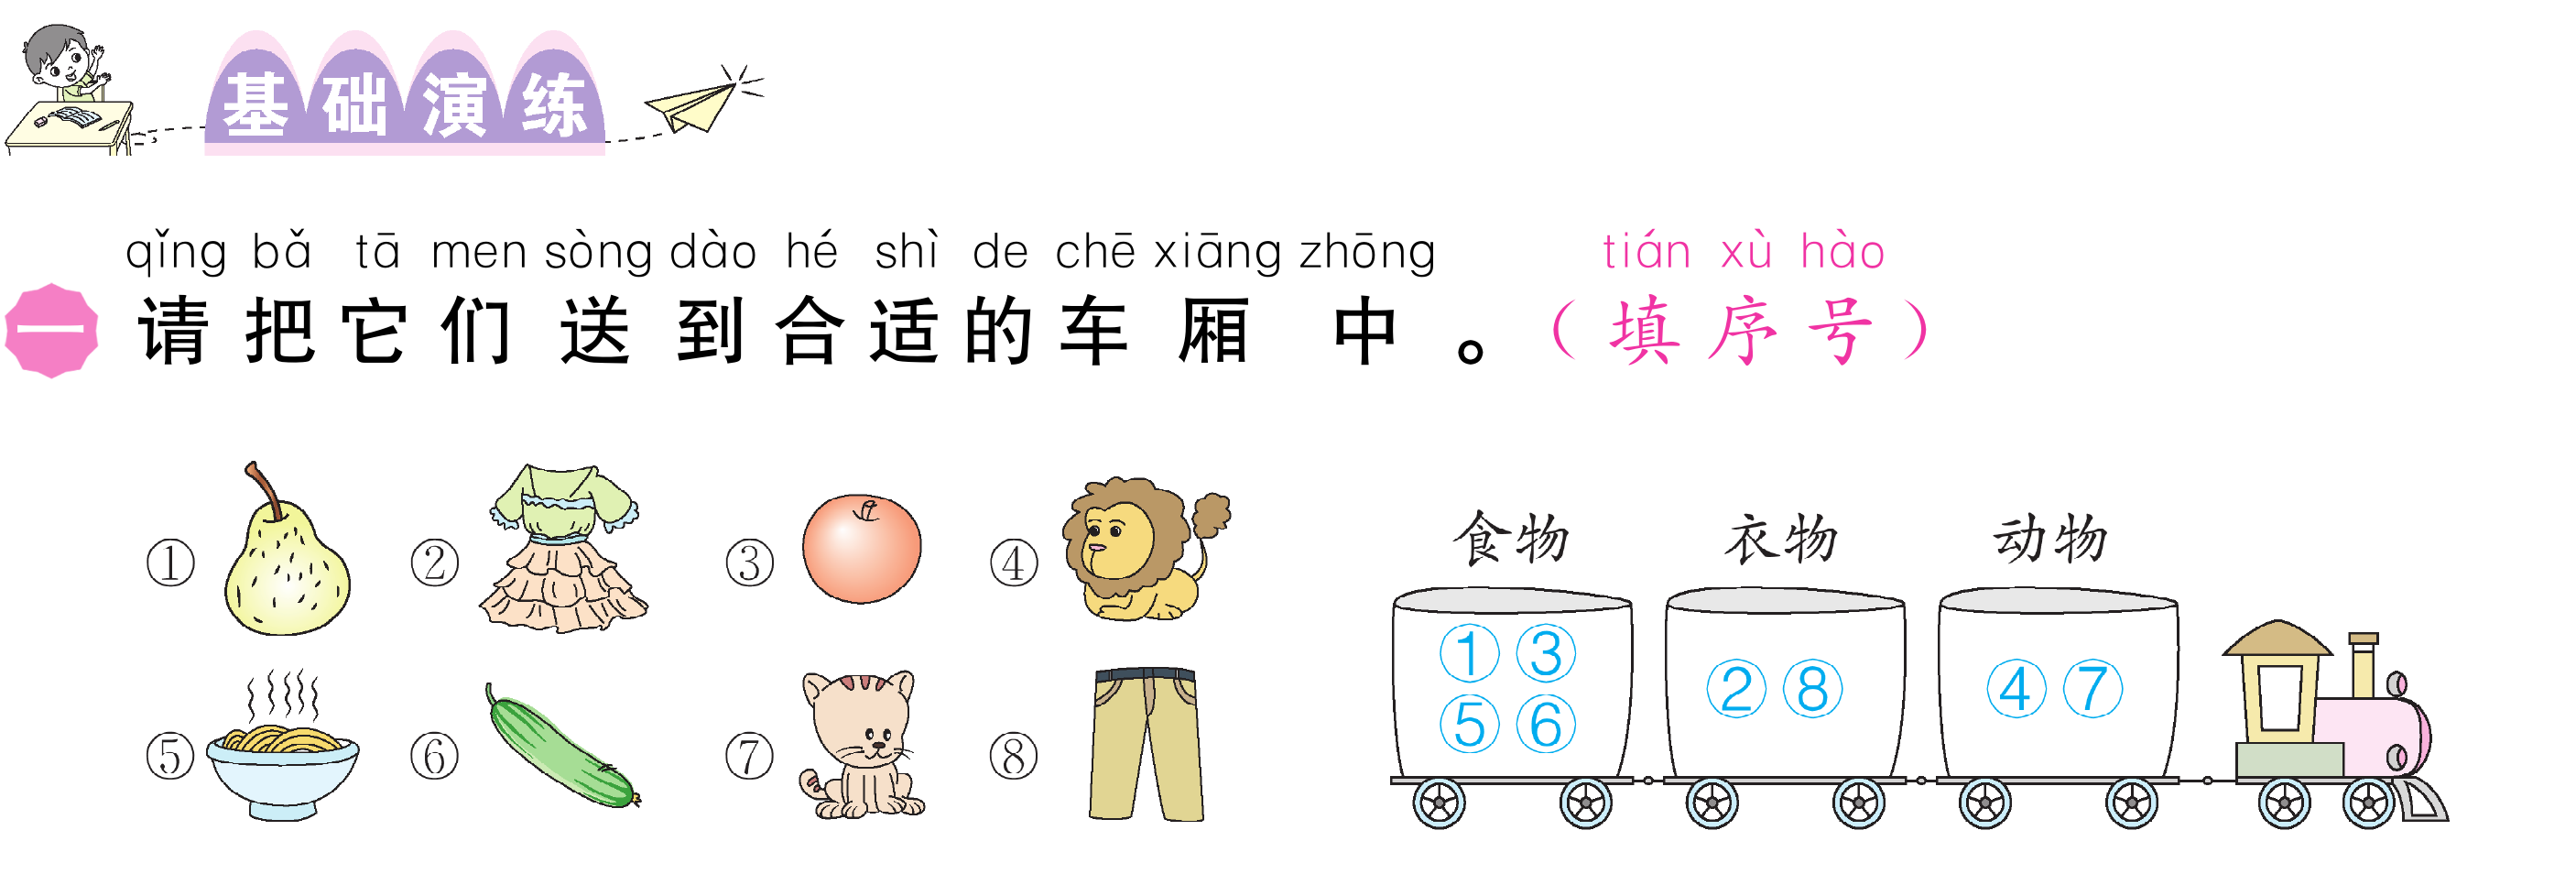 基础演练
qǐng bǎ tā men sòng dào hé shì de chē xiāng zhōng tián xù hào
一 请把它们送到合适的车厢中。（填序号）
① ② ③ ④
食物 衣物 动物
① ③
② ⑧ ④ ⑦
⑤ ⑥
⑤ ⑥ ⑦ ⑧